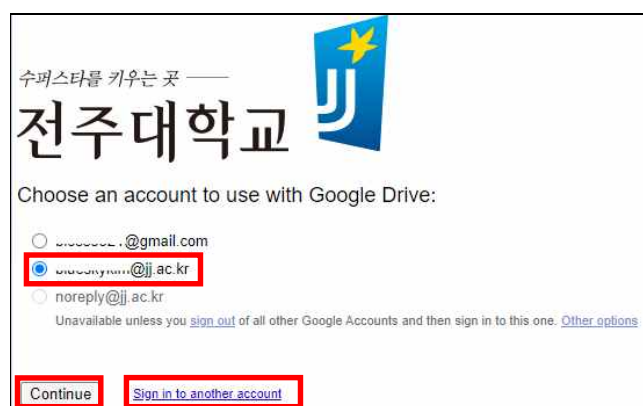 수퍼스타를 키우는 곳
전주대학교
JJ
Choose an account to use with Google Drive:
@gmail.com
@jj.ac.kr
noreply@jj.ac.kr
Unavailable unless you sign out of all other Google Accounts and then sign in to this one. Other options
Continue Sign in to another account